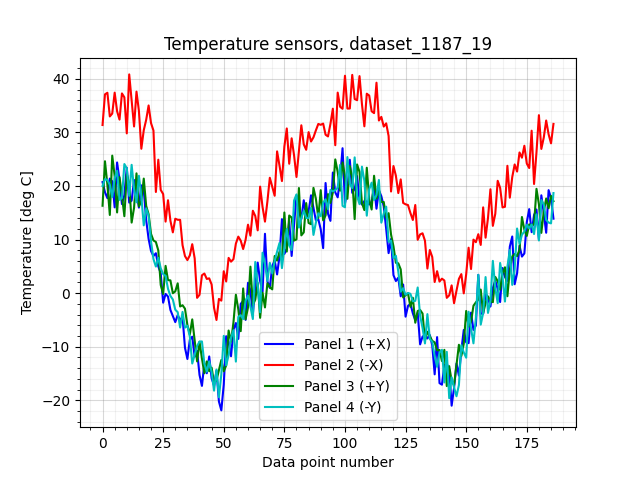 Temperature sensors, dataset_1187_19
Temperature [deg C]
40
30
20
10
0
−10
−20
Panel 1 (+X)
Panel 2 (-X)
Panel 3 (+Y)
Panel 4 (-Y)
0 25 50 75 100 125 150 175
Data point number